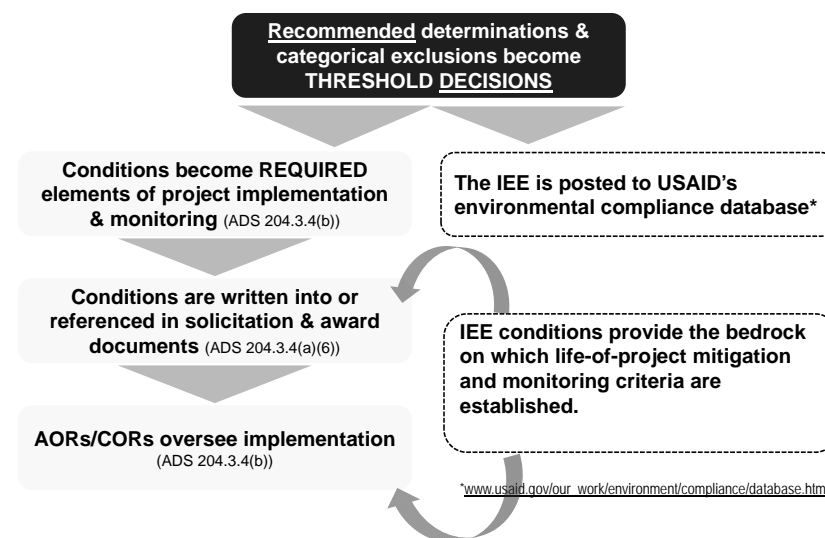 Recommended determinations &
categorical exclusions become
THRESHOLD DECISIONS
Conditions become REQUIRED
elements of project implementation
& monitoring (ADS 204.3.4(b))
The IEE is posted to USAID's
environmental compliance database*
Conditions are written into or
referenced in solicitation & award
documents (ADS 204.3.4(a)(6))
IEE conditions provide the bedrock
on which life-of-project mitigation
and monitoring criteria are
established.
AORs/CORs oversee implementation
(ADS 204.3.4(b))
*www.usaid.gov/our_work/environment/compliance/database.htm